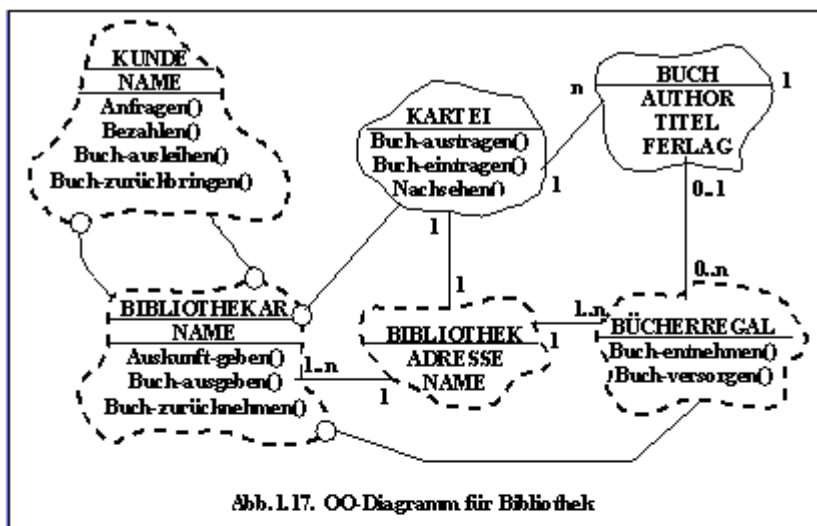 KUNDE
NAME
Anfragen()
Bezahlen()
Buch-ausleihen()
Buch-zurüchbringen()
KARTEI
Buch-austragen()
Buch-eintragen()
Nachsehen()
n
BUCH
1
AUTHOR
TITEL
FERLAG
1
0..1
1
1
0..n
BIBLIOTHEKAR
NAME
Auskunft-geben()
Buch-ausgeben()
Buch-zurücknehmen()
1..n
1
BIBLIOTHEK
ADRESSE
NAME
1
1..n
BÜCHERREGAL
Buch-entnehmen()
Buch-versorgen()
Abb.1.17. OO-Diagramm für Bibliothek